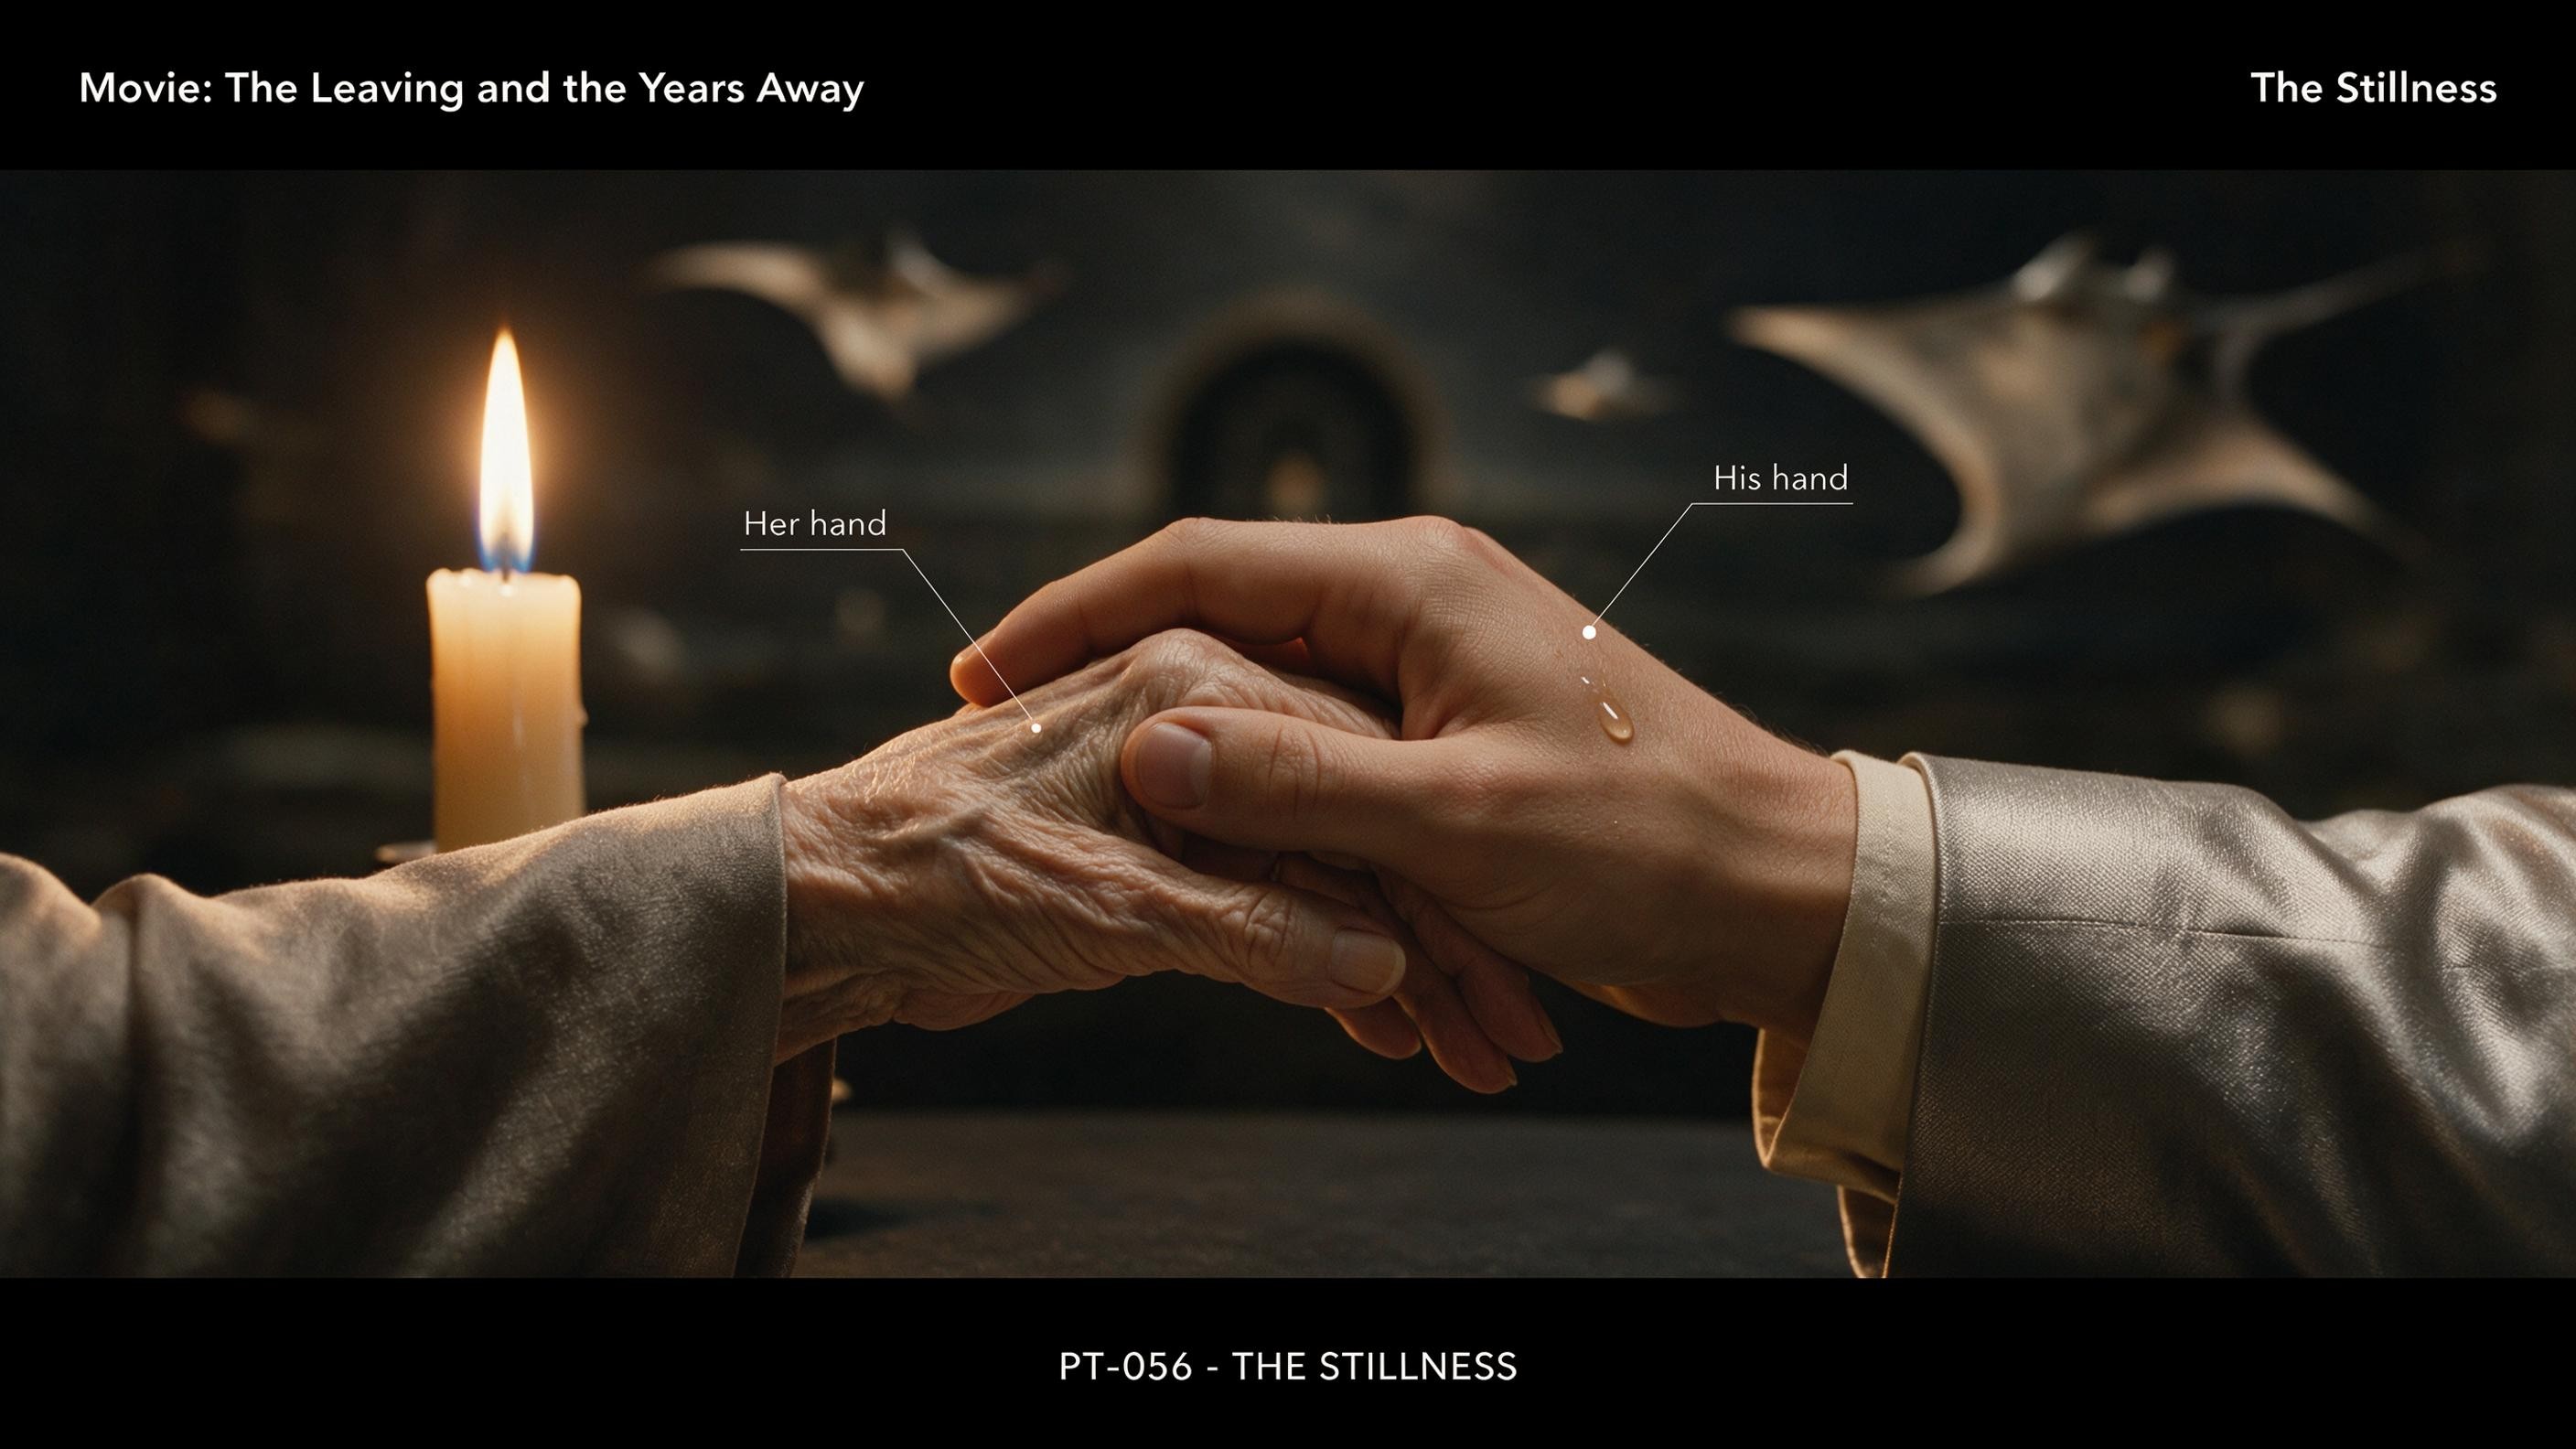 Movie: The Leaving and the Years Away
The Stillness
Her hand
His hand
PT-056 - THE STILLNESS